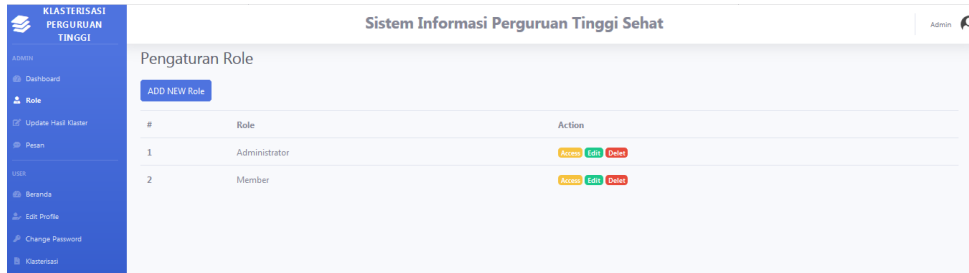 KLASTERISASI
PERGURUAN
TINGGI
Sistem Informasi Perguruan Tinggi Sehat
Admin
ADMIN
Dashboard
Role
Update Hasil Klaster
Pesan
USER
Beranda
Edit Profile
Change Password
Klasterisasi
Pengaturan Role
ADD NEW Role
# Role Action
1 Administrator Access Edit Delet
2 Member Access Edit Delet